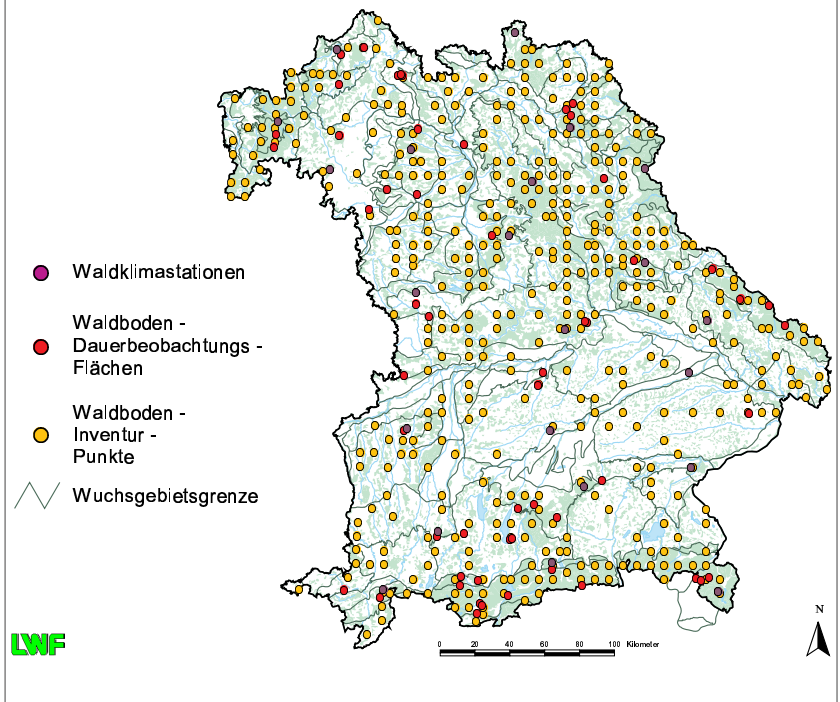 Waldklimastationen
Waldboden -
Dauerbeobachtungs -
Flächen
Waldboden -
Inventur -
Punkte
Wuchsgebietsgrenze
N
LWF
0 20 40 60 80 100 Kilometer